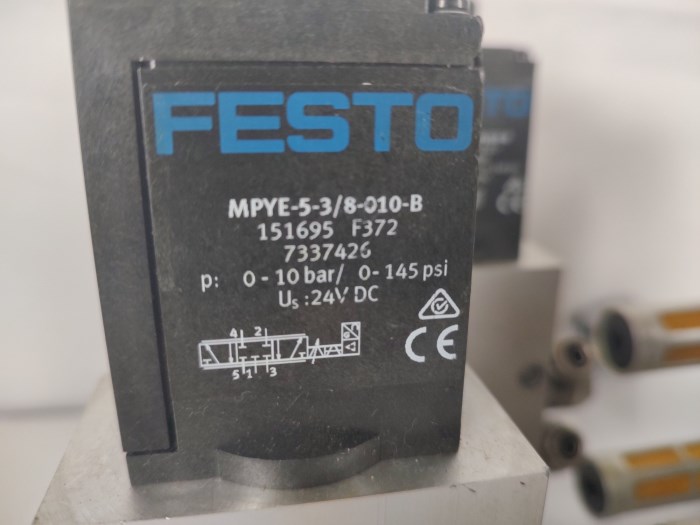 FESTO
MPYE-5-3/8-010-B
151695 F372
7337426
p: 0-10 bar/ 0-145 psi
Us :24V DC
4 2
5 1 3
CE
FESTO